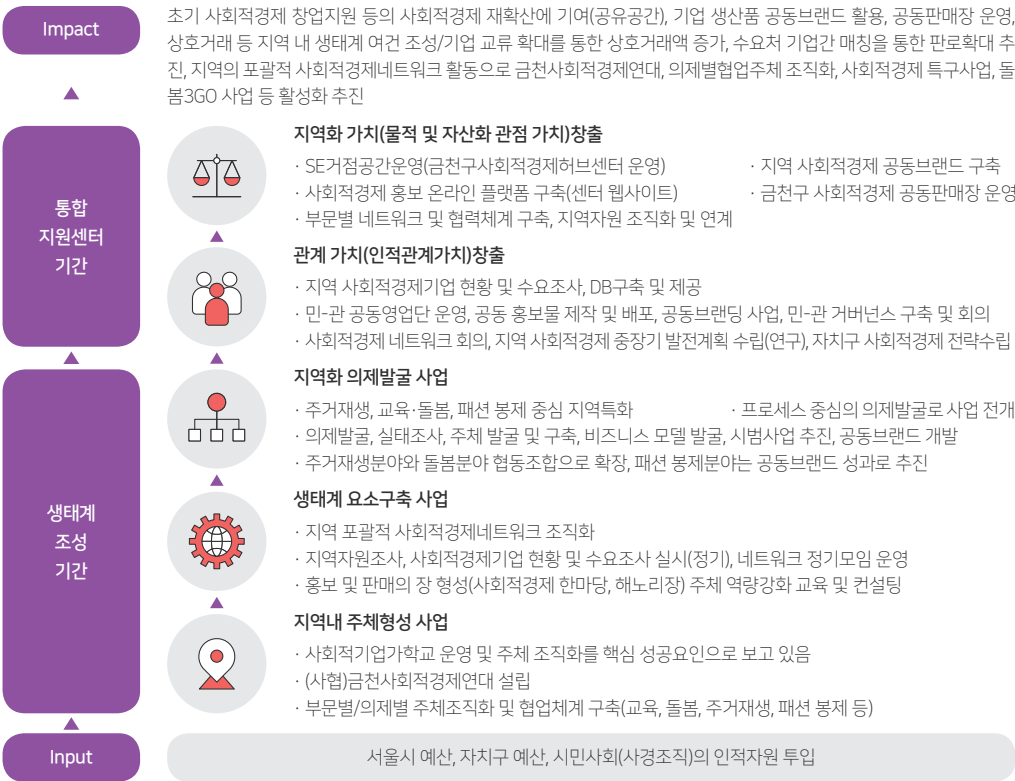 Impact
초기 사회적경제 창업지원 등의 사회적경제 재확산에 기여(공유공간), 기업 생산품 공동브랜드 활용, 공동판매장 운영,
상호거래 등 지역 내 생태계 여건 조성/기업 교류 확대를 통한 상호거래액 증가, 수요처 기업간 매칭을 통한 판로확대 추
진, 지역의 포괄적 사회적경제네트워크 활동으로 금천사회적경제연대, 의제별협업주체 조직화, 사회적경제 특구사업, 돌
봄3GO 사업 등 활성화 추진
통합
지원센터
기간
지역화 가치(물적 및 자산화 관점 가치)창출
· SE거점공간운영(금천구사회적경제허브센터 운영) · 지역 사회적경제 공동브랜드 구축
· 사회적경제 홍보 온라인 플랫폼 구축(센터 웹사이트) · 금천구 사회적경제 공동판매장 운영
· 부문별 네트워크 및 협력체계 구축, 지역자원 조직화 및 연계
관계 가치(인적관계가치)창출
· 지역 사회적경제기업 현황 및 수요조사, DB구축 및 제공
· 민-관 공동영업단 운영, 공동 홍보물 제작 및 배포, 공동브랜딩 사업, 민-관 거버넌스 구축 및 회의
· 사회적경제 네트워크 회의, 지역 사회적경제 중장기 발전계획 수립(연구), 자치구 사회적경제 전략수립
생태계
조성
기간
지역화 의제발굴 사업
· 주거재생, 교육·돌봄, 패션 봉제 중심 지역특화 · 프로세스 중심의 의제발굴로 사업 전개
· 의제발굴, 실태조사, 주체 발굴 및 구축, 비즈니스 모델 발굴, 시범사업 추진, 공동브랜드 개발
· 주거재생분야와 돌봄분야 협동조합으로 확장, 패션 봉제분야는 공동브랜드 성과로 추진
생태계 요소구축 사업
· 지역 포괄적 사회적경제네트워크 조직화
· 지역자원조사, 사회적경제기업 현황 및 수요조사 실시(정기), 네트워크 정기모임 운영
· 홍보 및 판매의 장 형성(사회적경제 한마당, 해노리장) 주체 역량강화 교육 및 컨설팅
지역내 주체형성 사업
· 사회적기업가학교 운영 및 주체 조직화를 핵심 성공요인으로 보고 있음
· (사협)금천사회적경제연대 설립
· 부문별/의제별 주체조직화 및 협업체계 구축(교육, 돌봄, 주거재생, 패션 봉제 등)
Input
서울시 예산, 자치구 예산, 시민사회(사경조직)의 인적자원 투입